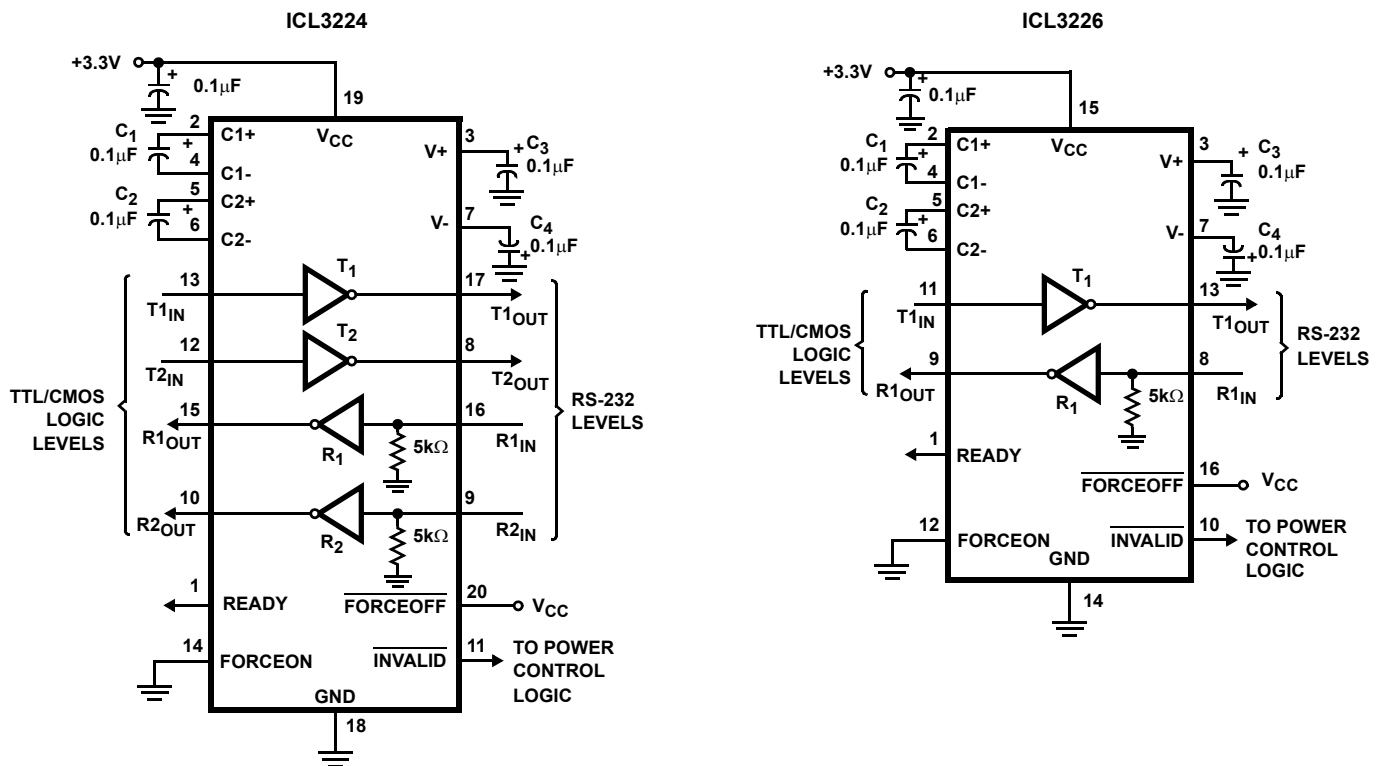 ICL3224
+3.3V
+
0.1μF
19
2
C1+
VCC
3
V+
+
C3
0.1μF
C1
0.1μF
+
4
C1-
5
C2+
C2
0.1μF
+
6
C2-
7
V-
C4
0.1μF
+
T1
13
T1IN
17
T1OUT
T2
12
T2IN
8
T2OUT
TTL/CMOS
LOGIC
LEVELS
RS-232
LEVELS
15
R1OUT
R1
5kΩ
16
R1IN
10
R2OUT
R2
5kΩ
9
R2IN
1
READY
FORCEOFF
20
VCC
14
FORCEON
INVALID
11
TO POWER
CONTROL
LOGIC
GND
18
ICL3226
+3.3V
+
0.1μF
15
2
C1+
VCC
3
V+
+
C3
0.1μF
C1
0.1μF
+
4
C1-
5
C2+
C2
0.1μF
+
6
C2-
7
V-
C4
0.1μF
+
T1
11
T1IN
13
T1OUT
TTL/CMOS
LOGIC
LEVELS
RS-232
LEVELS
9
R1OUT
R1
5kΩ
8
R1IN
1
READY
FORCEOFF
16
VCC
12
FORCEON
INVALID
10
TO POWER
CONTROL
LOGIC
GND
14